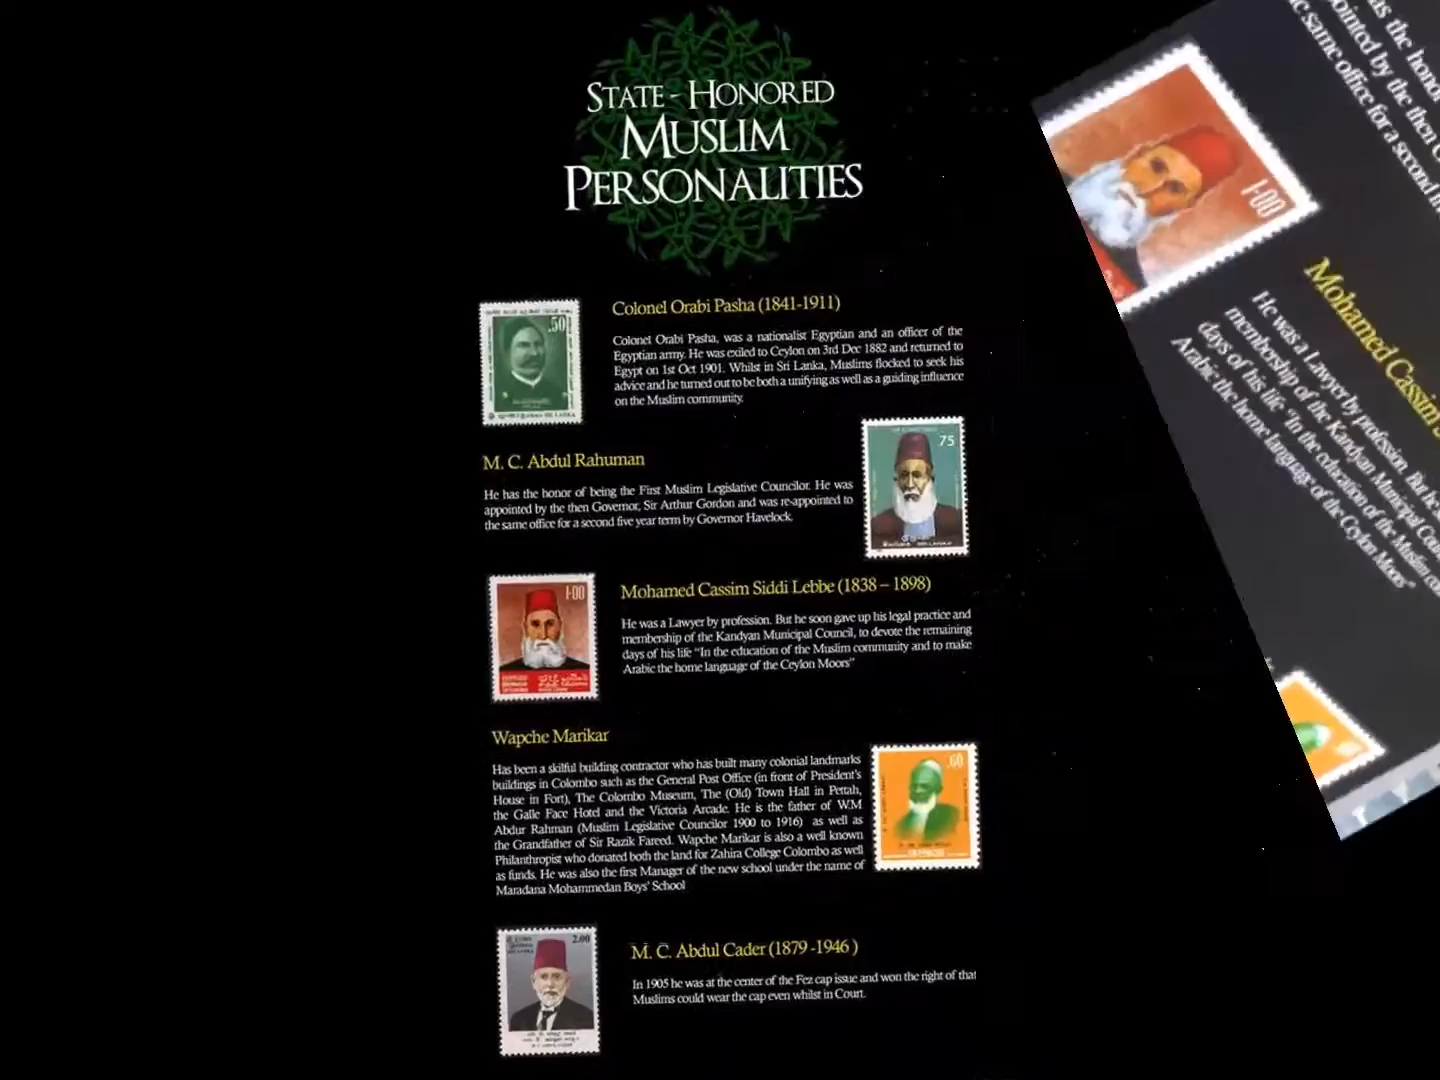 STATE - HONORED
MUSLIM
PERSONALITIES
Colonel Orabi Pasha (1841-1911)
.50
Colonel Orabi Pasha, was a nationalist Egyptian and an officer of the
Egyptian army. He was exiled to Ceylon on 3rd Dec 1882 and returned to
Egypt on 1st Oct 1901. Whilst in Sri Lanka, Muslims flocked to seek his
advice and he turned out to be both a unifying as well as a guiding influence
on the Muslim community.
M. C. Abdul Rahuman
75
He has the honor of being the First Muslim Legislative Councilor. He was
appointed by the then Governor, Sir Arthur Gordon and was re-appointed to
the same office for a second five year term by Governor Havelock.
Mohamed Cassim Siddi Lebbe (1838 – 1898)
1.00
He was a Lawyer by profession. But he soon gave up his legal practice and
membership of the Kandyan Municipal Council, to devote the remaining
days of his life “In the education of the Muslim community and to make
Arabic the home language of the Ceylon Moors”
Wapche Marikar
.60
Has been a skilful building contractor who has built many colonial landmarks
buildings in Colombo such as the General Post Office (in front of President's
House in Fort), The Colombo Museum, The (Old) Town Hall in Pettah,
the Galle Face Hotel and the Victoria Arcade. He is the father of W.M
Abdur Rahman (Muslim Legislative Councilor 1900 to 1916) as well as
the Grandfather of Sir Razik Fareed. Wapche Marikar is also a well known
Philanthropist who donated both the land for Zahira College Colombo as well
as funds. He was also the first Manager of the new school under the name of
Maradana Mohammedan Boys' School
2.00
M. C. Abdul Cader (1879 -1946 )
In 1905 he was at the center of the Fez cap issue and won the right of that
Muslims could wear the cap even whilst in Court.
as the hono
ointed by the then G
same office for a second fi
1.00
Mohamed Cassim
He was a Lawyer by profession. But he
membership of the Kandyan Municipal Coun
days of his life “In the education of the Muslim com
Arabic the home language of the Ceylon Moors”